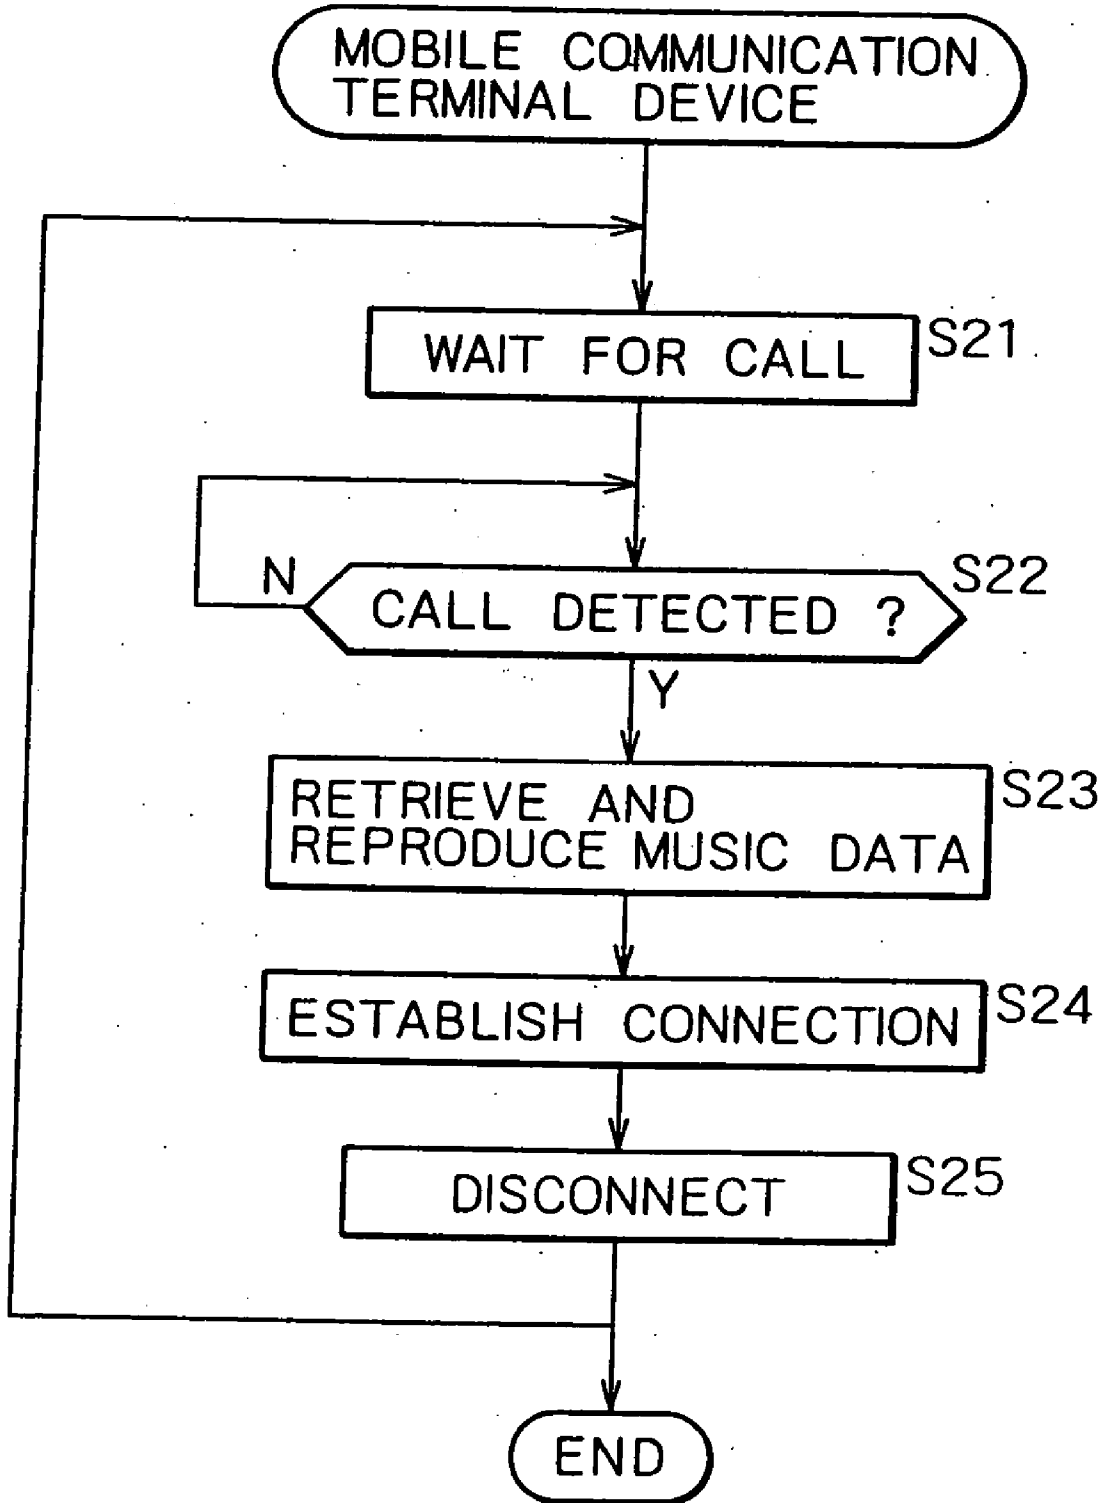 MOBILE COMMUNICATION
TERMINAL DEVICE
WAIT FOR CALL
S21
CALL DETECTED ?
S22
N
Y
RETRIEVE AND
REPRODUCE MUSIC DATA
S23
ESTABLISH CONNECTION
S24
DISCONNECT
S25
END